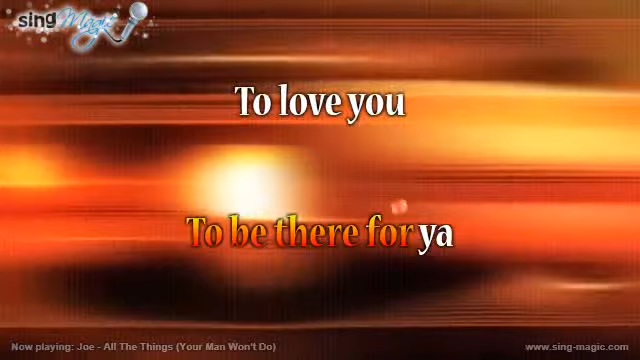 sing Magic
To love you
To be there for ya
Now playing: Joe - All The Things (Your Man Won't Do)
www.sing-magic.com